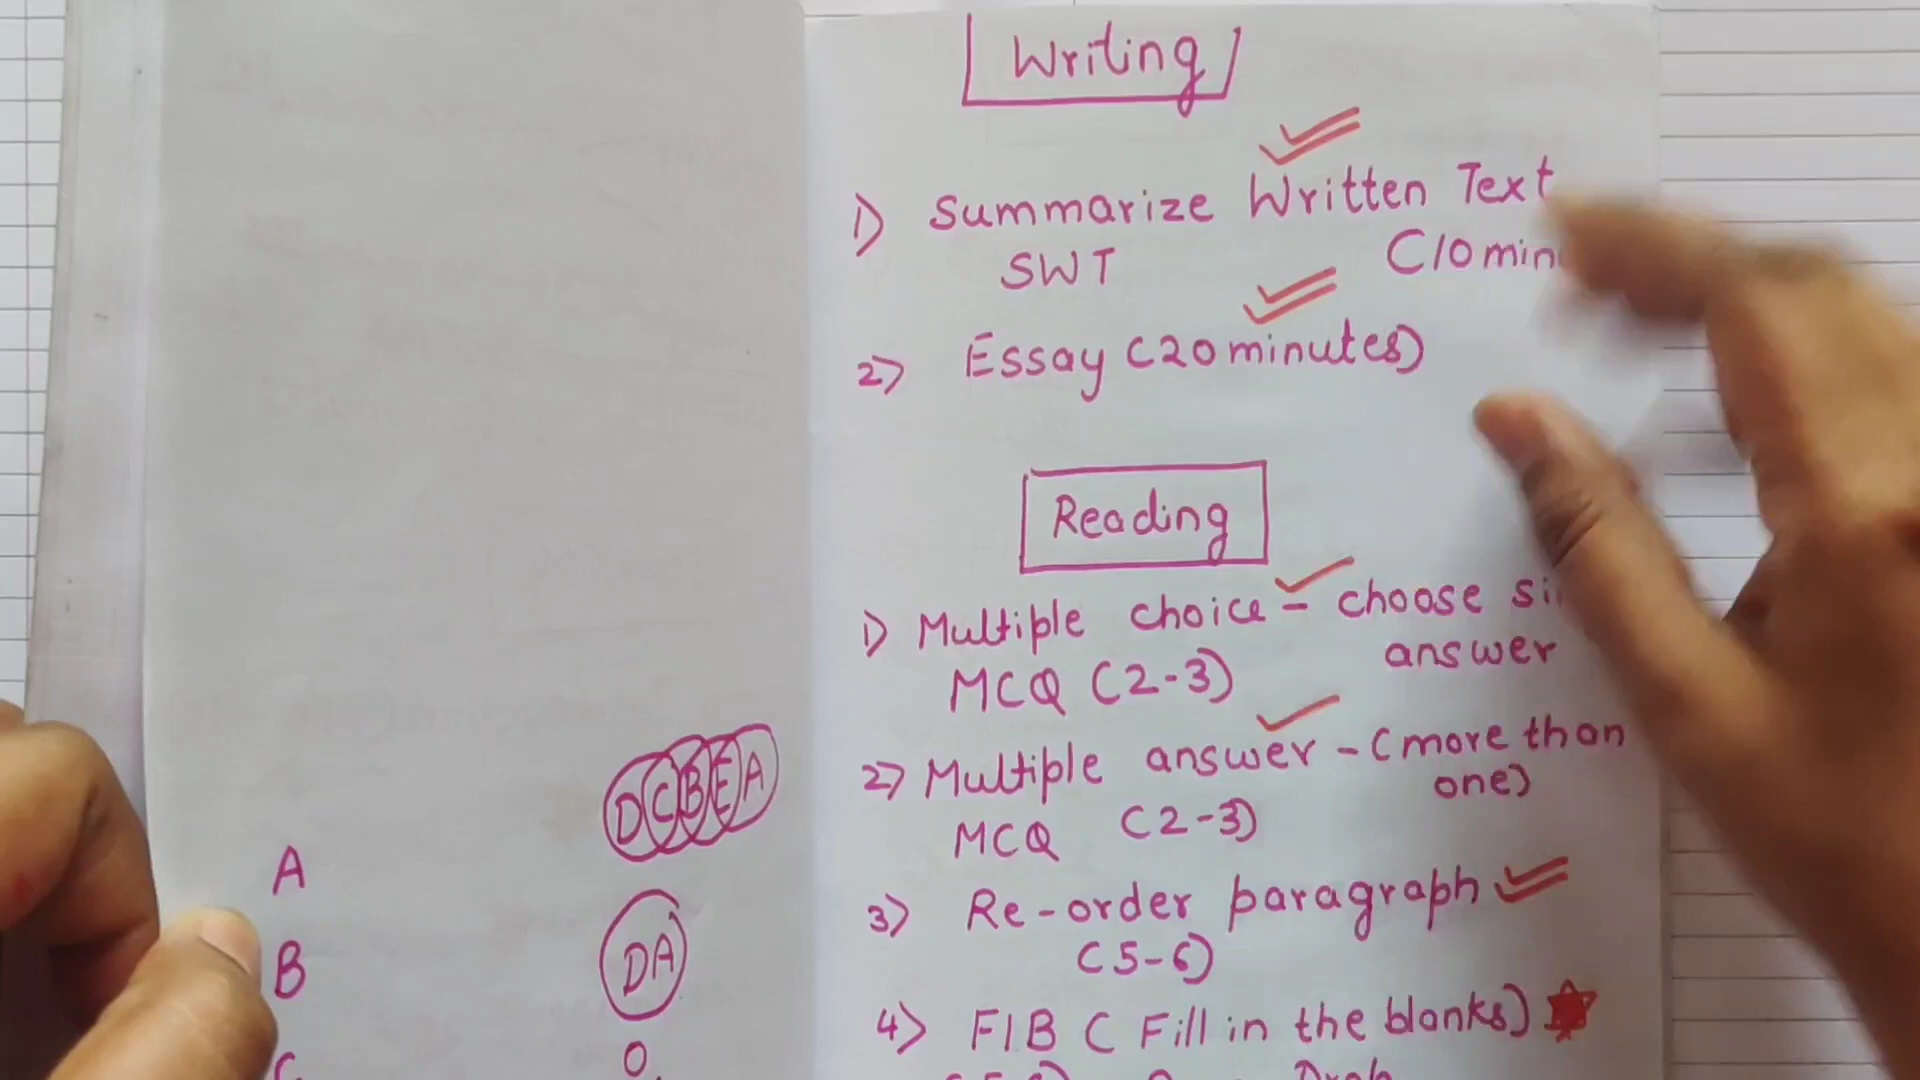 Writing
1) Summarize Written Text
SWT (10 min
2) Essay (20 minutes)
Reading
1) Multiple choice - choose
answer
MCQ (2-3)
2) Multiple answer - (more than
one)
MCQ (2-3)
3) Re-order paragraph
(5-6)
4) FIB ( Fill in the blanks)
DCBEA
A
DA
B
C